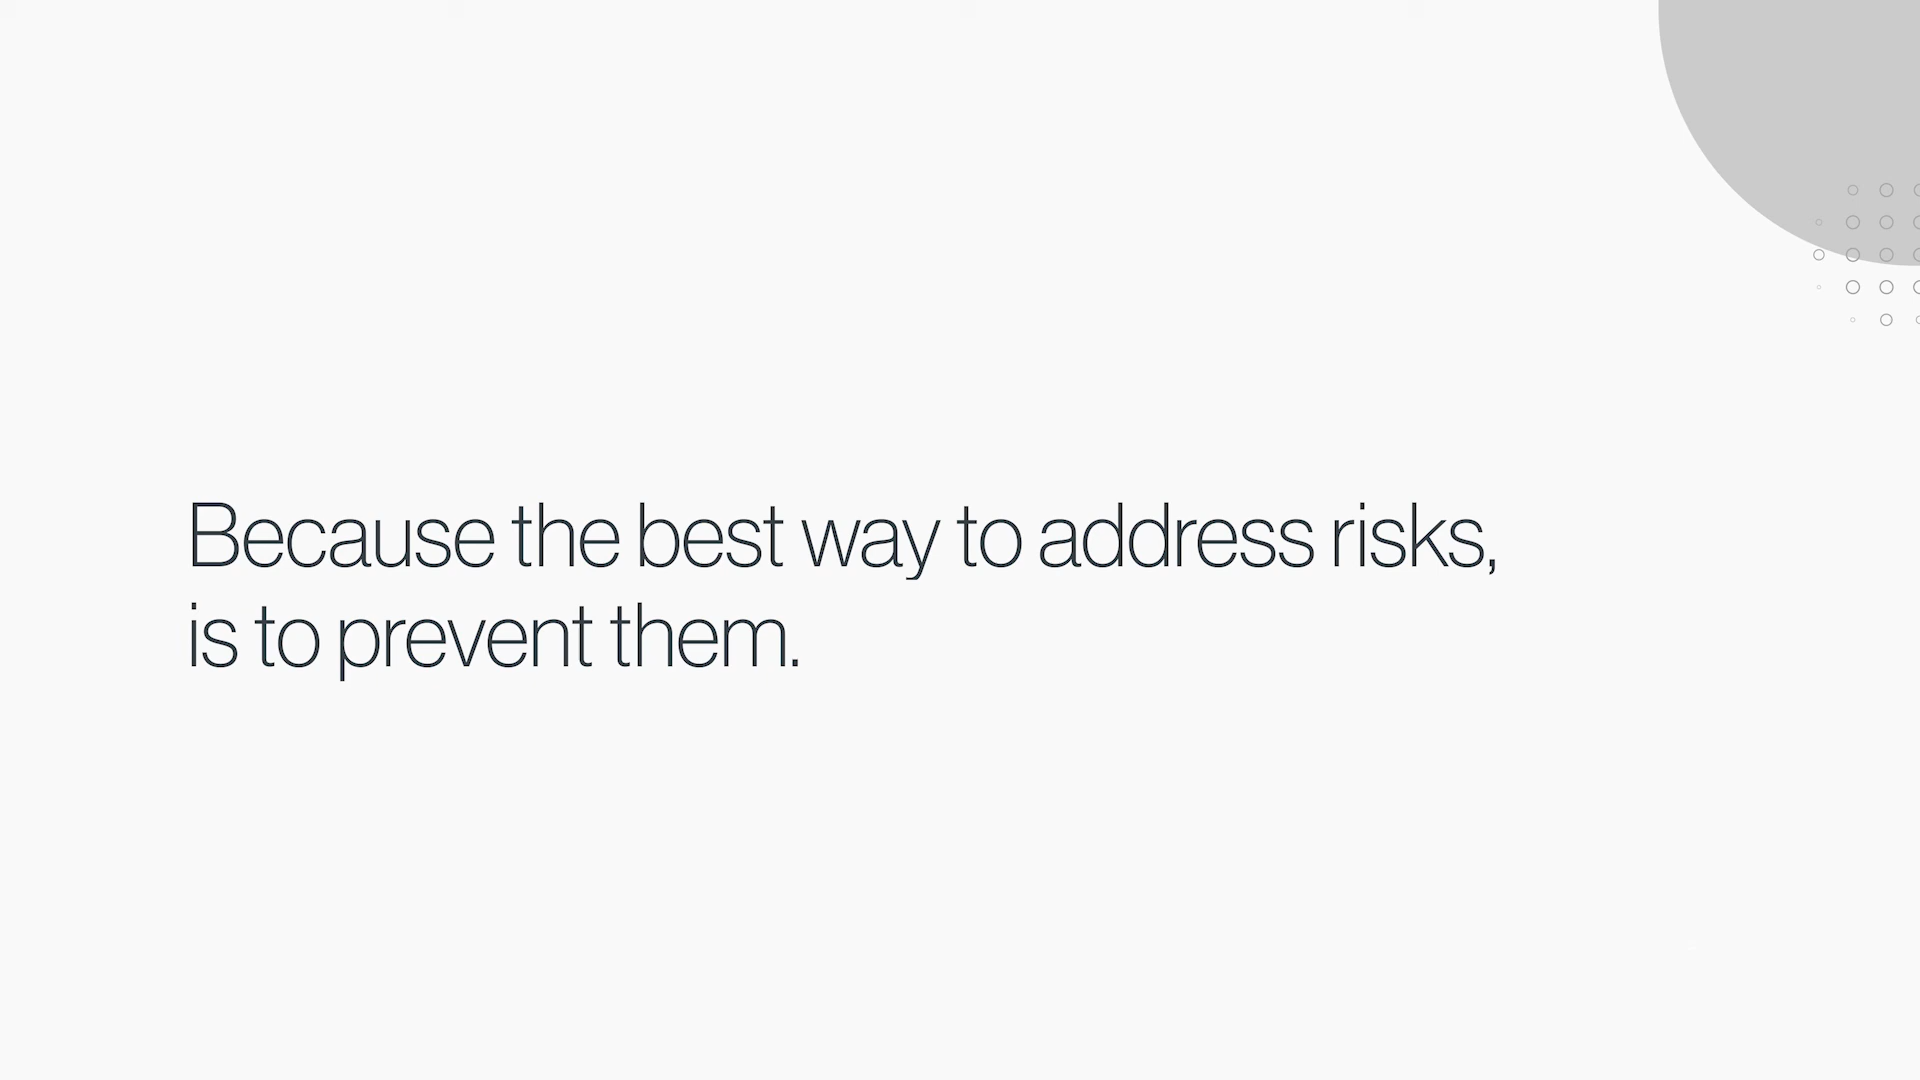 Because the best way to address risks,
is to prevent them.